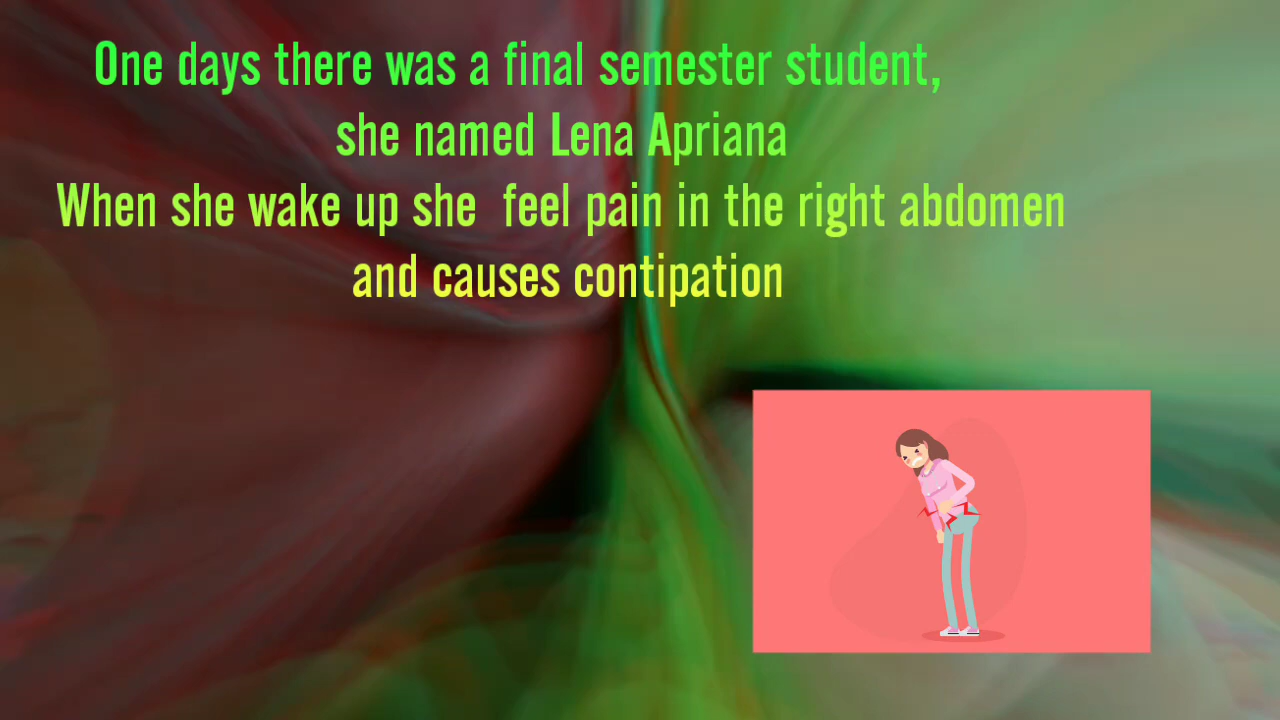 One days there was a final semester student,
she named Lena Apriana
When she wake up she  feel pain in the right abdomen
and causes contipation